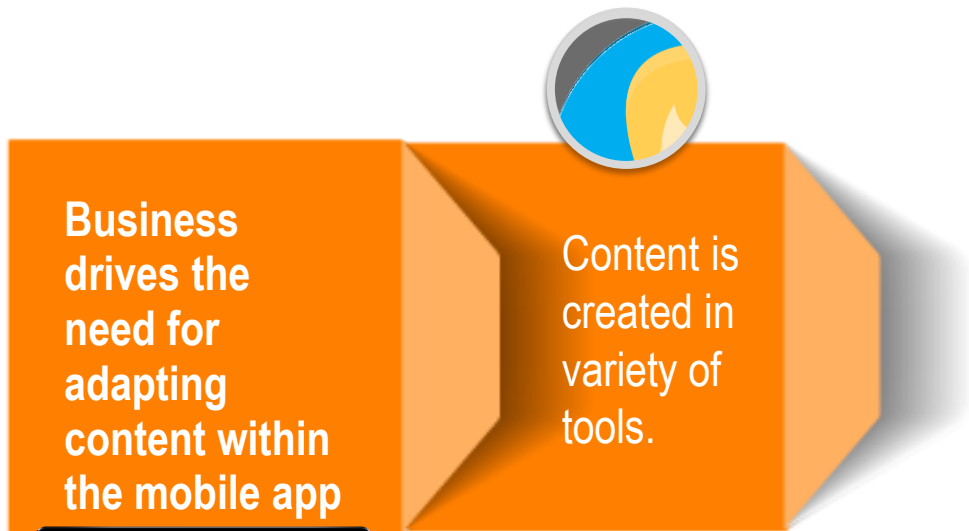 Business
drives the
need for
adapting
content within
the mobile app
Content is
created in
variety of
tools.